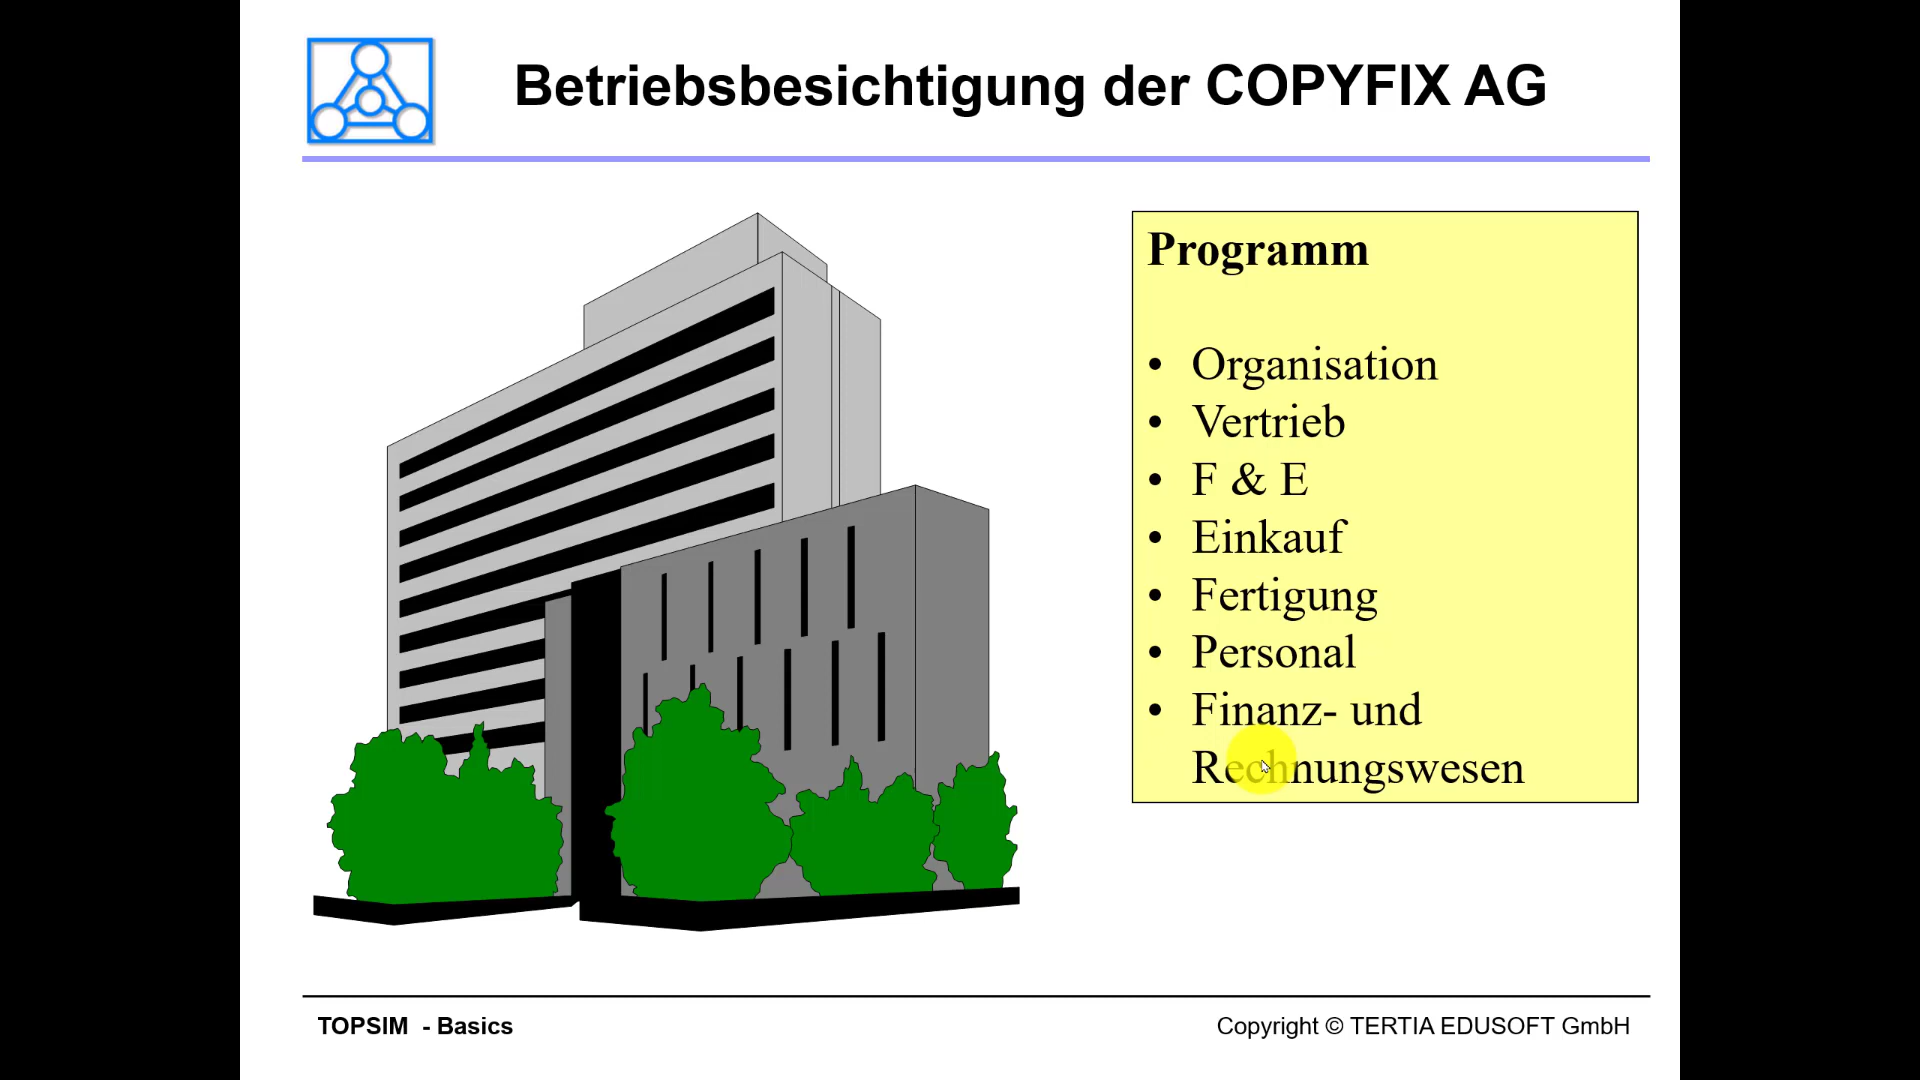 Betriebsbesichtigung der COPYFIX AG
Programm
• Organisation
• Vertrieb
• F & E
• Einkauf
• Fertigung
• Personal
• Finanz- und
Rechnungswesen
TOPSIM - Basics
Copyright © TERTIA EDUSOFT GmbH